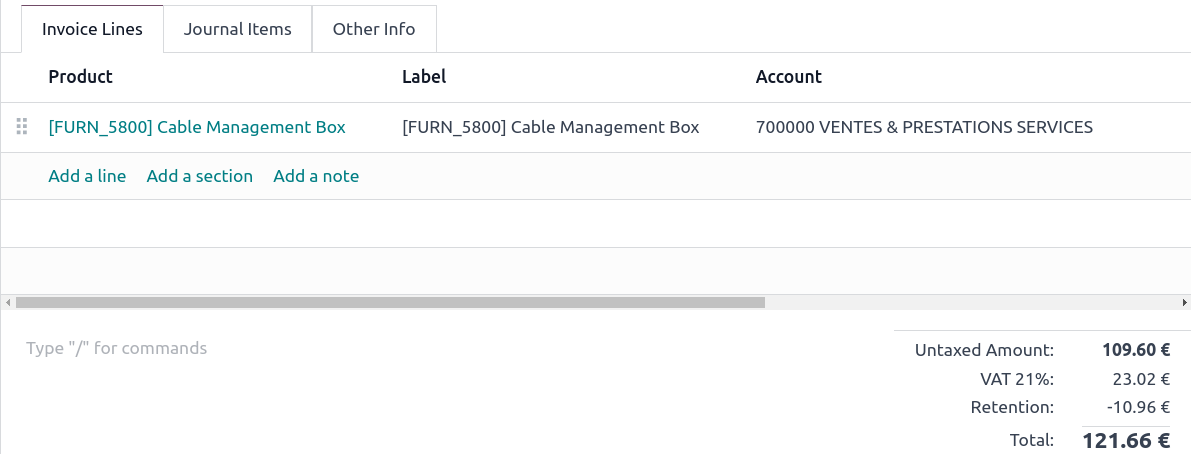 Invoice Lines Journal Items Other Info
Product Label Account
[FURN_5800] Cable Management Box [FURN_5800] Cable Management Box 700000 VENTES & PRESTATIONS SERVICES
Add a line Add a section Add a note
Type "/" for commands
Untaxed Amount: 109.60 €
VAT 21%: 23.02 €
Retention: -10.96 €
Total: 121.66 €